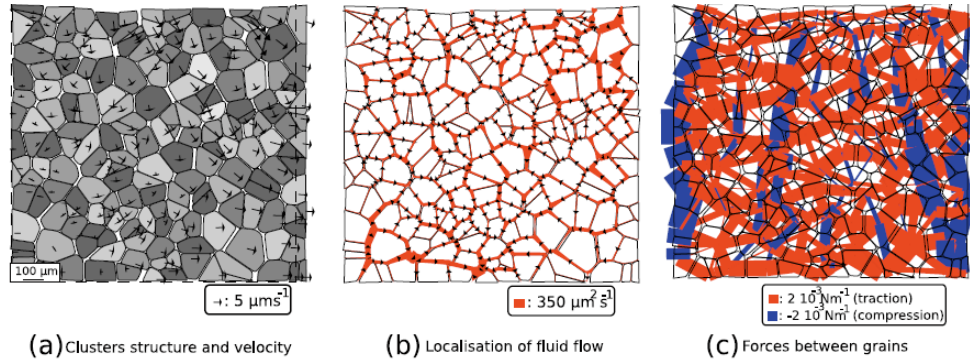 100 µm
: 5 µms⁻¹
: 350 µm² s⁻¹
: 2 10⁻³ Nm⁻¹ (traction)
: -2 10⁻³ Nm⁻¹ (compression)
(a) Clusters structure and velocity
(b) Localisation of fluid flow
(c) Forces between grains